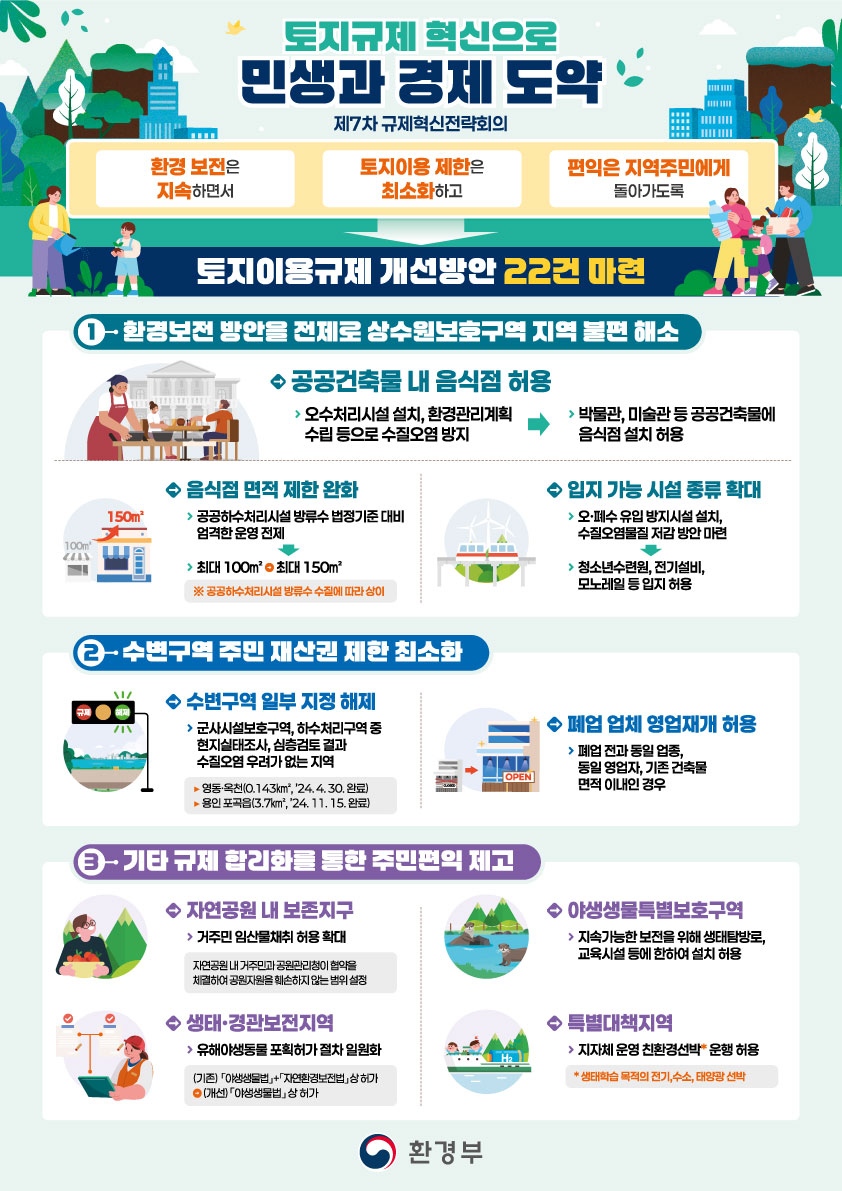 토지규제 혁신으로
민생과 경제 도약
제7차 규제혁신전략회의
환경 보전은
지속하면서
토지이용 제한은
최소화하고
편익은 지역주민에게
돌아가도록
토지이용규제 개선방안 22건 마련
1 환경보전 방안을 전제로 상수원보호구역 지역 불편 해소
공공건축물 내 음식점 허용
오수처리시설 설치, 환경관리계획
수립 등으로 수질오염 방지
박물관, 미술관 등 공공건축물에
음식점 설치 허용
150㎡
100㎡
음식점 면적 제한 완화
공공하수처리시설 방류수 법정기준 대비
엄격한 운영 전제
최대 100㎡ 최대 150㎡
※ 공공하수처리시설 방류수 수질에 따라 상이
입지 가능 시설 종류 확대
오·폐수 유입 방지시설 설치,
수질오염물질 저감 방안 마련
청소년수련원, 전기설비,
모노레일 등 입지 허용
2 수변구역 주민 재산권 제한 최소화
규제 해제
수변구역 일부 지정 해제
군사시설보호구역, 하수처리구역 중
현지실태조사, 심층검토 결과
수질오염 우려가 없는 지역
▸ 영동·옥천(0.143㎢, '24. 4. 30. 완료)
▸ 용인 포곡읍(3.7㎢, '24. 11. 15. 완료)
OPEN
폐업 업체 영업재개 허용
폐업 전과 동일 업종,
동일 영업자, 기존 건축물
면적 이내인 경우
3 기타 규제 합리화를 통한 주민편익 제고
자연공원 내 보존지구
거주민 임산물채취 허용 확대
자연공원 내 거주민과 공원관리청이 협약을
체결하여 공원자원을 훼손하지 않는 범위 설정
야생생물특별보호구역
지속가능한 보전을 위해 생태탐방로,
교육시설 등에 한하여 설치 허용
생태·경관보전지역
유해야생동물 포획허가 절차 일원화
(기존) 「야생생물법」+「자연환경보전법」상 허가
(개선) 「야생생물법」상 허가
H2
특별대책지역
지자체 운영 친환경선박* 운행 허용
* 생태학습 목적의 전기,수소, 태양광 선박
환경부